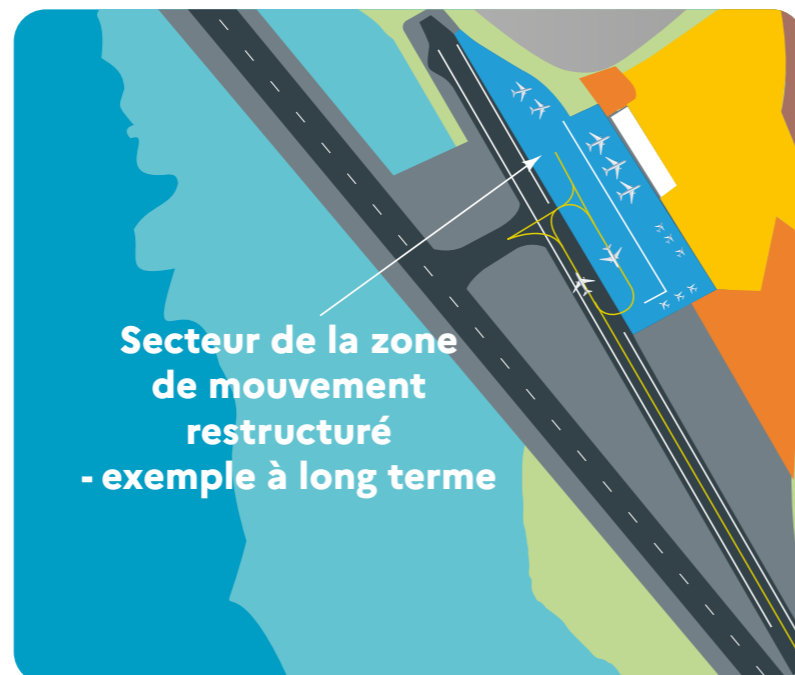 Secteur de la zone
de mouvement
restructuré
- exemple à long terme